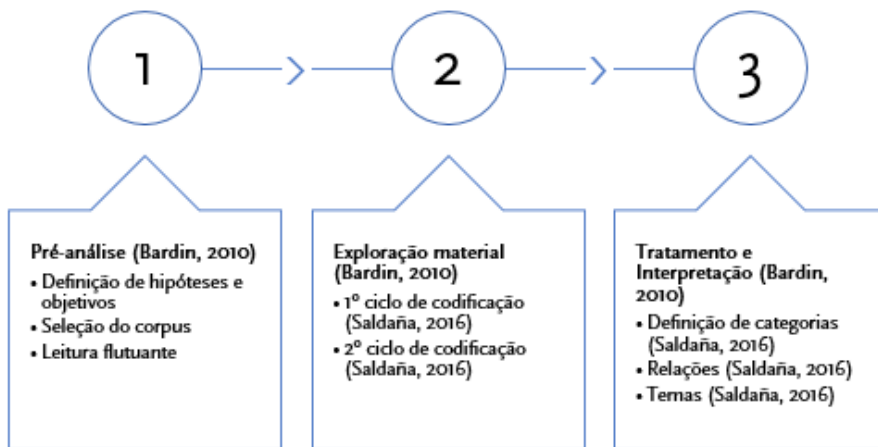 1
2
3
Pré-análise (Bardin, 2010)
• Definição de hipóteses e
objetivos
• Seleção do corpus
• Leitura flutuante
Exploração material
(Bardin, 2010)
• 1º ciclo de codificação
(Saldaña, 2016)
• 2º ciclo de codificação
(Saldaña, 2016)
Tratamento e
Interpretação (Bardin,
2010)
• Definição de categorias
(Saldaña, 2016)
• Relações (Saldaña, 2016)
• Temas (Saldaña, 2016)